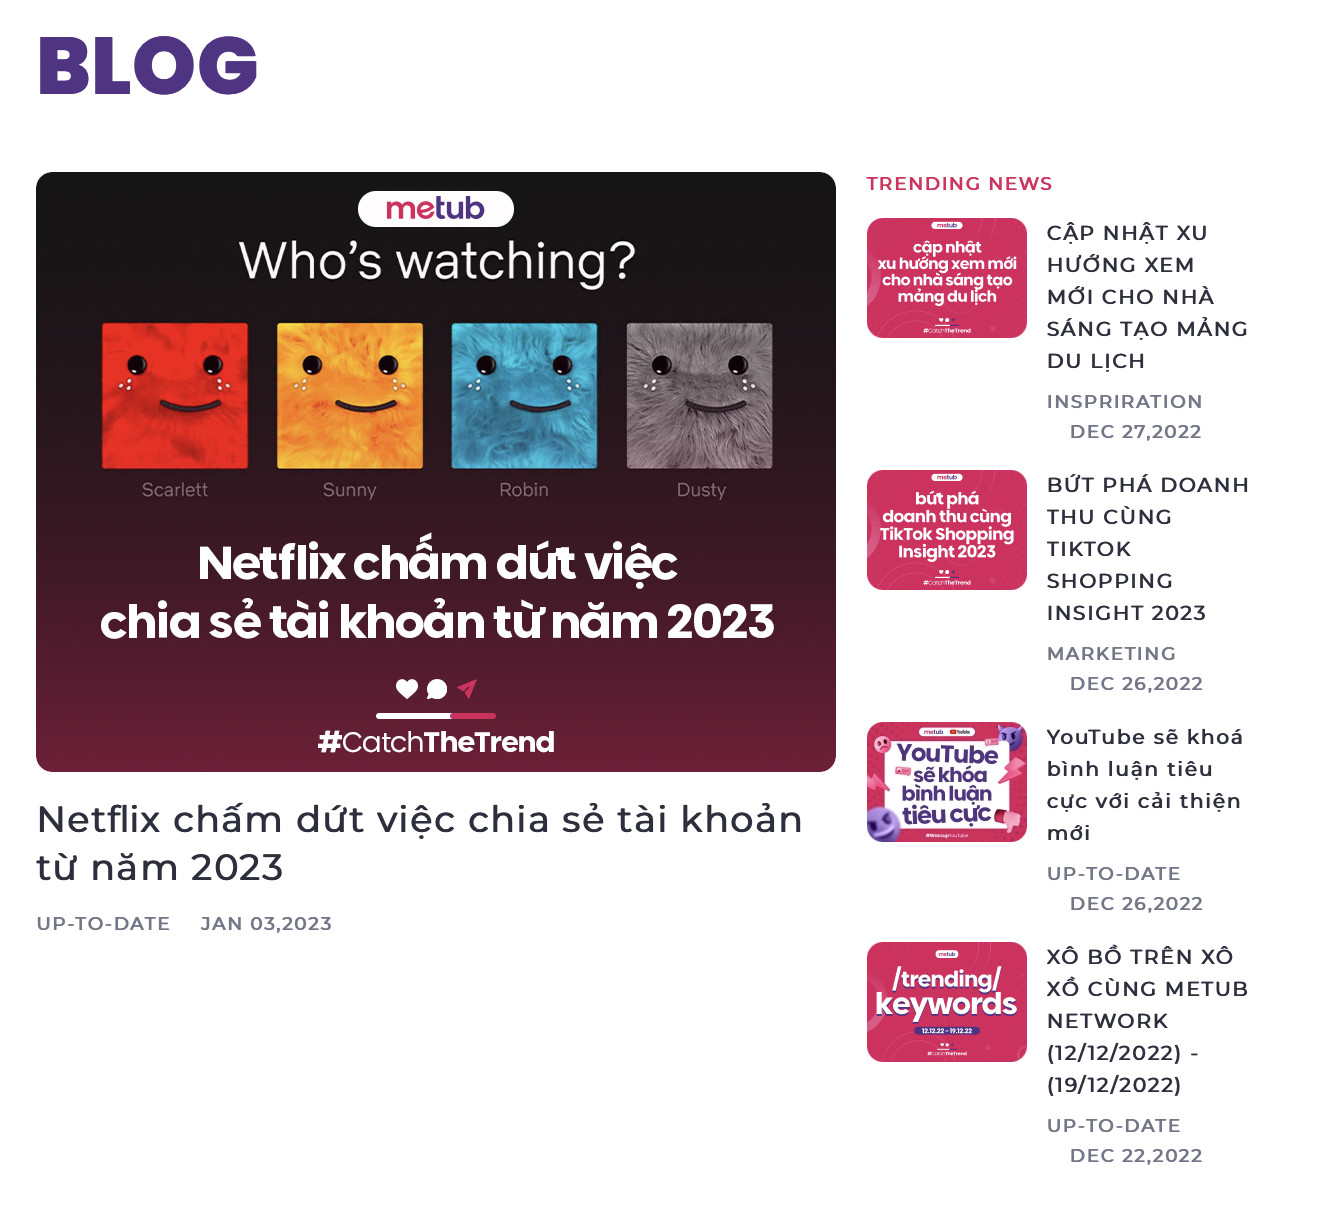 BLOG
metub
Who's watching?
Scarlett
Sunny
Robin
Dusty
Netflix chấm dứt việc
chia sẻ tài khoản từ năm 2023
#CatchTheTrend
Netflix chấm dứt việc chia sẻ tài khoản
từ năm 2023
UP-TO-DATE JAN 03,2023
TRENDING NEWS
metub
cập nhật
xu hướng xem mới
cho nhà sáng tạo
mảng du lịch
#CatchTheTrend
CẬP NHẬT XU
HƯỚNG XEM
MỚI CHO NHÀ
SÁNG TẠO MẢNG
DU LỊCH
INSPRIRATION
DEC 27,2022
metub
bứt phá
doanh thu cùng
TikTok Shopping
Insight 2023
#CatchTheTrend
BỨT PHÁ DOANH
THU CÙNG
TIKTOK
SHOPPING
INSIGHT 2023
MARKETING
DEC 26,2022
metub YouTube
YouTube
sẽ khóa
bình luận
tiêu cực
YouTube sẽ khoá
bình luận tiêu
cực với cải thiện
mới
UP-TO-DATE
DEC 26,2022
metub
/trending/
keywords
12.12.22 - 19.12.22
#CatchTheTrend
XÔ BỒ TRÊN XÔ
XỒ CÙNG METUB
NETWORK
(12/12/2022) -
(19/12/2022)
UP-TO-DATE
DEC 22,2022